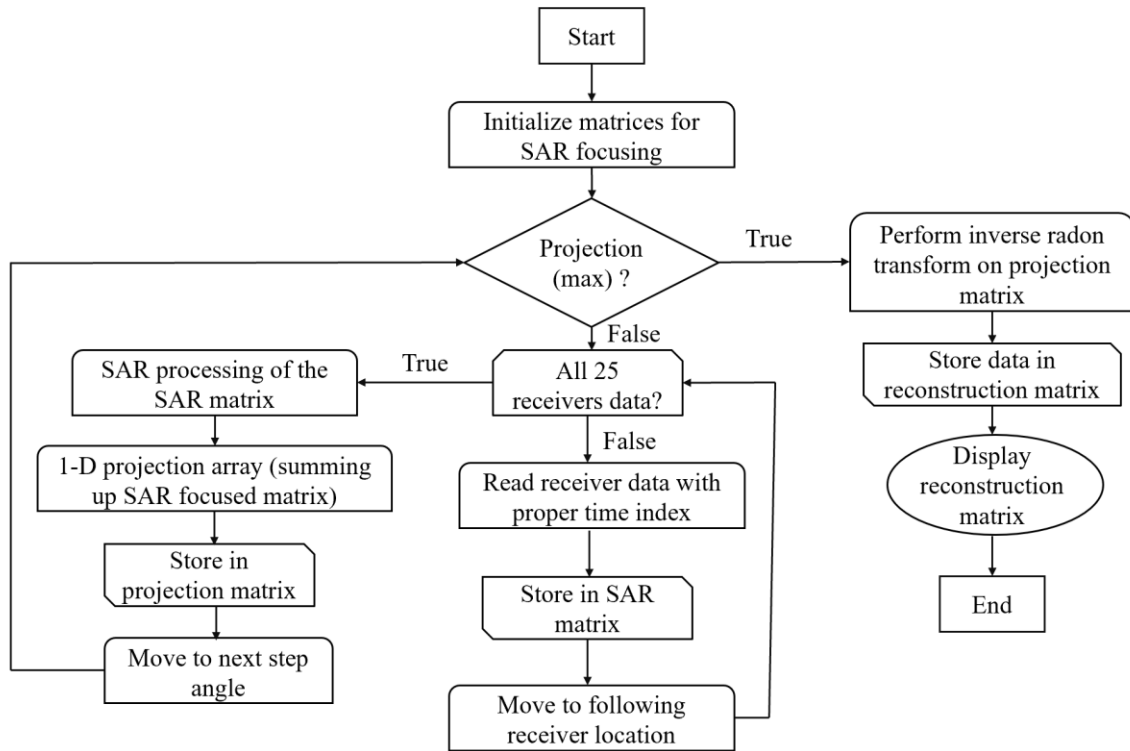 Start
Initialize matrices for
SAR focusing
Projection
(max) ?
True
Perform inverse radon
transform on projection
matrix
False
Store data in
reconstruction matrix
Display
reconstruction
matrix
End
All 25
receivers data?
True
SAR processing of the
SAR matrix
1-D projection array (summing
up SAR focused matrix)
Store in
projection matrix
Move to next step
angle
False
Read receiver data with
proper time index
Store in SAR
matrix
Move to following
receiver location